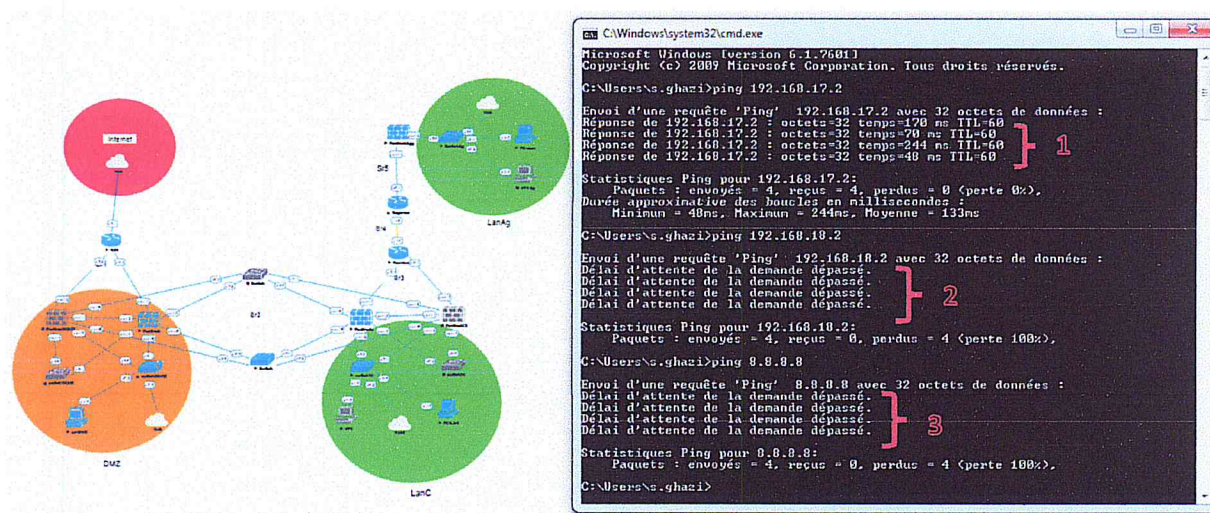 Internet
DMZ
Br2
Br5
Br4
Br3
LanAg
LanC
C:\Windows\system32\cmd.exe
Microsoft Windows [version 6.1.7601]
Copyright (c) 2009 Microsoft Corporation. Tous droits réservés.
C:\Users\s.ghazi>ping 192.168.17.2
Envoi d'une requête 'Ping' 192.168.17.2 avec 32 octets de données :
Réponse de 192.168.17.2 : octets=32 temps=170 ms TTL=60
Réponse de 192.168.17.2 : octets=32 temps=70 ms TTL=60
Réponse de 192.168.17.2 : octets=32 temps=244 ms TTL=60
Réponse de 192.168.17.2 : octets=32 temps=48 ms TTL=60
1
Statistiques Ping pour 192.168.17.2:
Paquets : envoyés = 4, reçus = 4, perdus = 0 (perte 0%),
Durée approximative des boucles en millisecondes :
Minimum = 48ms, Maximum = 244ms, Moyenne = 133ms
C:\Users\s.ghazi>ping 192.168.18.2
Envoi d'une requête 'Ping' 192.168.18.2 avec 32 octets de données :
Délai d'attente de la demande dépassé.
Délai d'attente de la demande dépassé.
Délai d'attente de la demande dépassé.
Délai d'attente de la demande dépassé.
2
Statistiques Ping pour 192.168.18.2:
Paquets : envoyés = 4, reçus = 0, perdus = 4 (perte 100%),
C:\Users\s.ghazi>ping 8.8.8.8
Envoi d'une requête 'Ping' 8.8.8.8 avec 32 octets de données :
Délai d'attente de la demande dépassé.
Délai d'attente de la demande dépassé.
Délai d'attente de la demande dépassé.
Délai d'attente de la demande dépassé.
3
Statistiques Ping pour 8.8.8.8:
Paquets : envoyés = 4, reçus = 0, perdus = 4 (perte 100%),
C:\Users\s.ghazi>